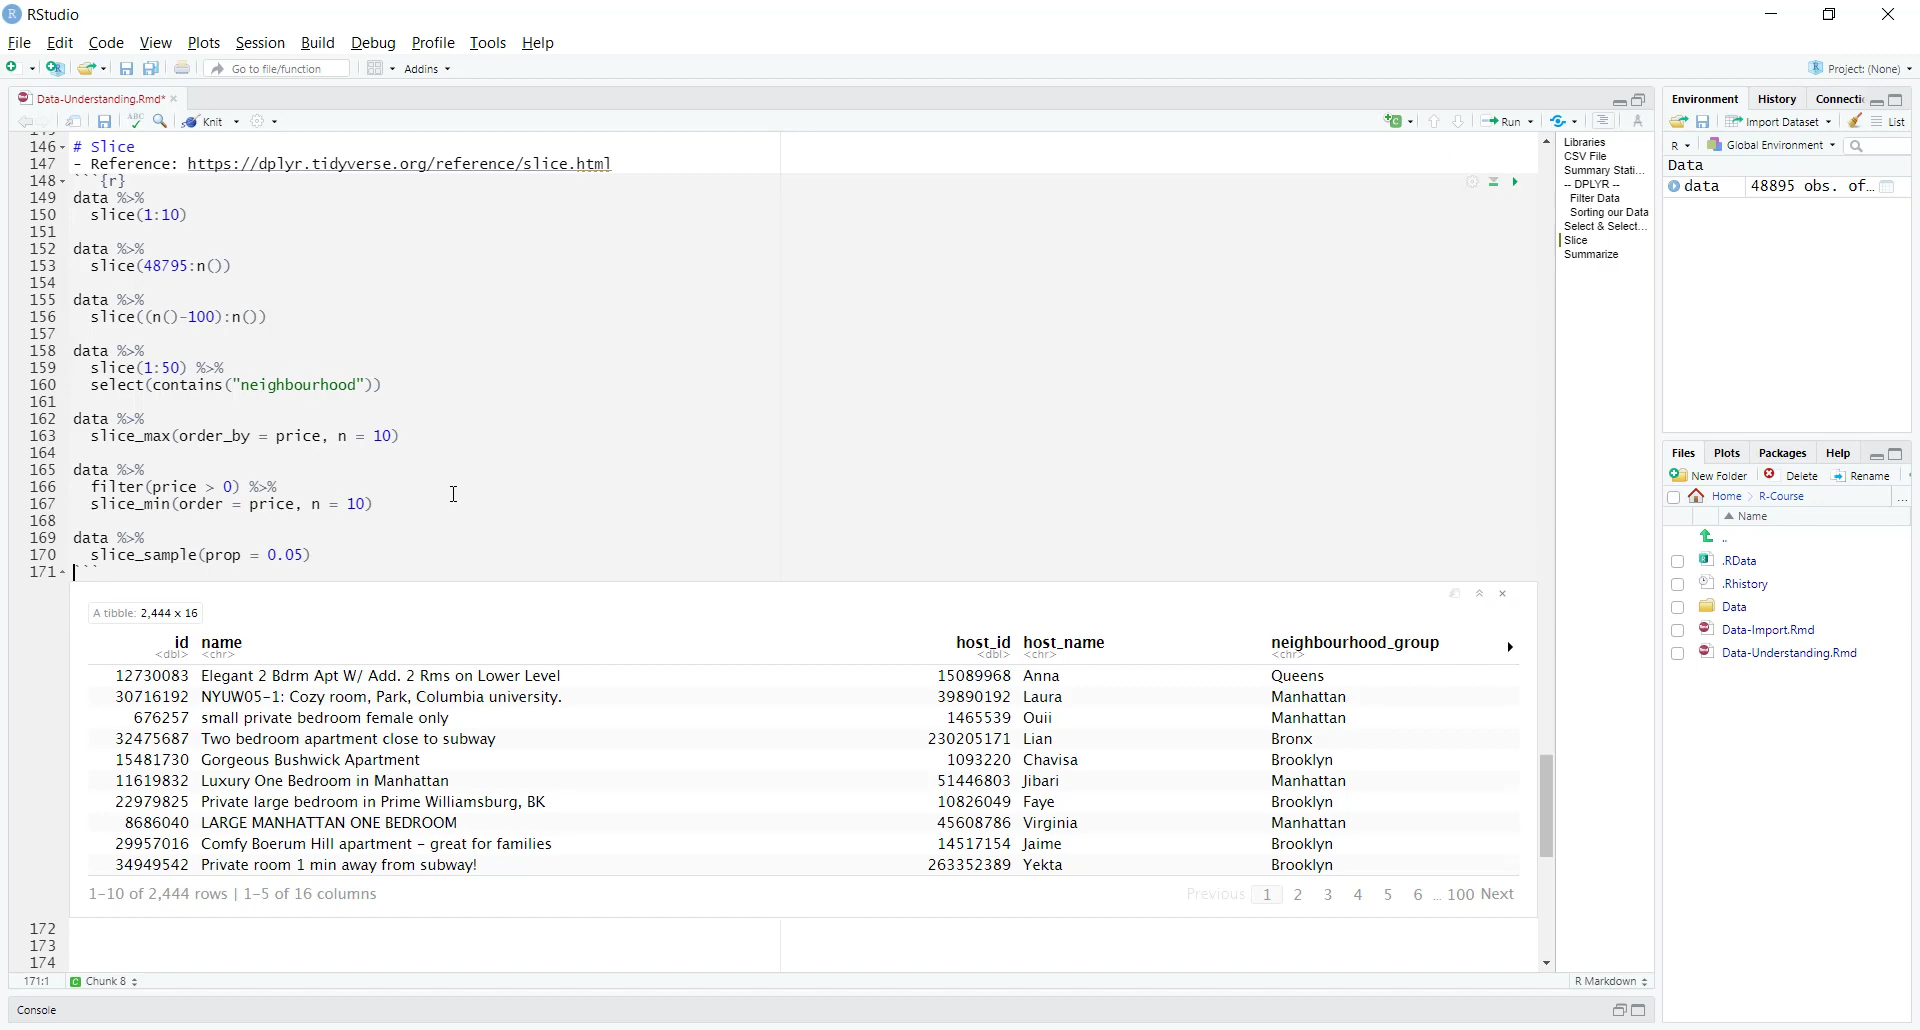 RStudio
File Edit Code View Plots Session Build Debug Profile Tools Help
Go to file/function Addins Project: (None)
Data-Understanding.Rmd*
ABC Knit Run
146 # Slice
147 - Reference: https://dplyr.tidyverse.org/reference/slice.html
148 ```{r}
149 data %>%
150 slice(1:10)
151
152 data %>%
153 slice(48795:n())
154
155 data %>%
156 slice((n()-100):n())
157
158 data %>%
159 slice(1:50) %>%
160 select(contains("neighbourhood"))
161
162 data %>%
163 slice_max(order_by = price, n = 10)
164
165 data %>%
166 filter(price > 0) %>%
167 slice_min(order = price, n = 10)
168
169 data %>%
170 slice_sample(prop = 0.05)
171 ```
A tibble: 2,444 x 16
id name host_id host_name neighbourhood_group
<dbl> <chr> <dbl> <chr> <chr>
12730083 Elegant 2 Bdrm Apt W/ Add. 2 Rms on Lower Level 15089968 Anna Queens
30716192 NYUW05-1: Cozy room, Park, Columbia university. 39890192 Laura Manhattan
676257 small private bedroom female only 1465539 Ouii Manhattan
32475687 Two bedroom apartment close to subway 230205171 Lian Bronx
15481730 Gorgeous Bushwick Apartment 1093220 Chavisa Brooklyn
11619832 Luxury One Bedroom in Manhattan 51446803 Jibari Manhattan
22979825 Private large bedroom in Prime Williamsburg, BK 10826049 Faye Brooklyn
8686040 LARGE MANHATTAN ONE BEDROOM 45608786 Virginia Manhattan
29957016 Comfy Boerum Hill apartment - great for families 14517154 Jaime Brooklyn
34949542 Private room 1 min away from subway! 263352389 Yekta Brooklyn
1-10 of 2,444 rows | 1-5 of 16 columns Previous 1 2 3 4 5 6 ... 100 Next
172
173
174
171:1 Chunk 8 R Markdown
Console
Libraries
CSV File
Summary Stati...
-- DPLYR --
Filter Data
Sorting our Data
Select & Select...
Slice
Summarize
Environment History Connectic
Import Dataset List
R Global Environment
Data
data 48895 obs. of...
Files Plots Packages Help
New Folder Delete Rename
Home R-Course ...
Name
..
.RData
.Rhistory
Data
Data-Import.Rmd
Data-Understanding.Rmd